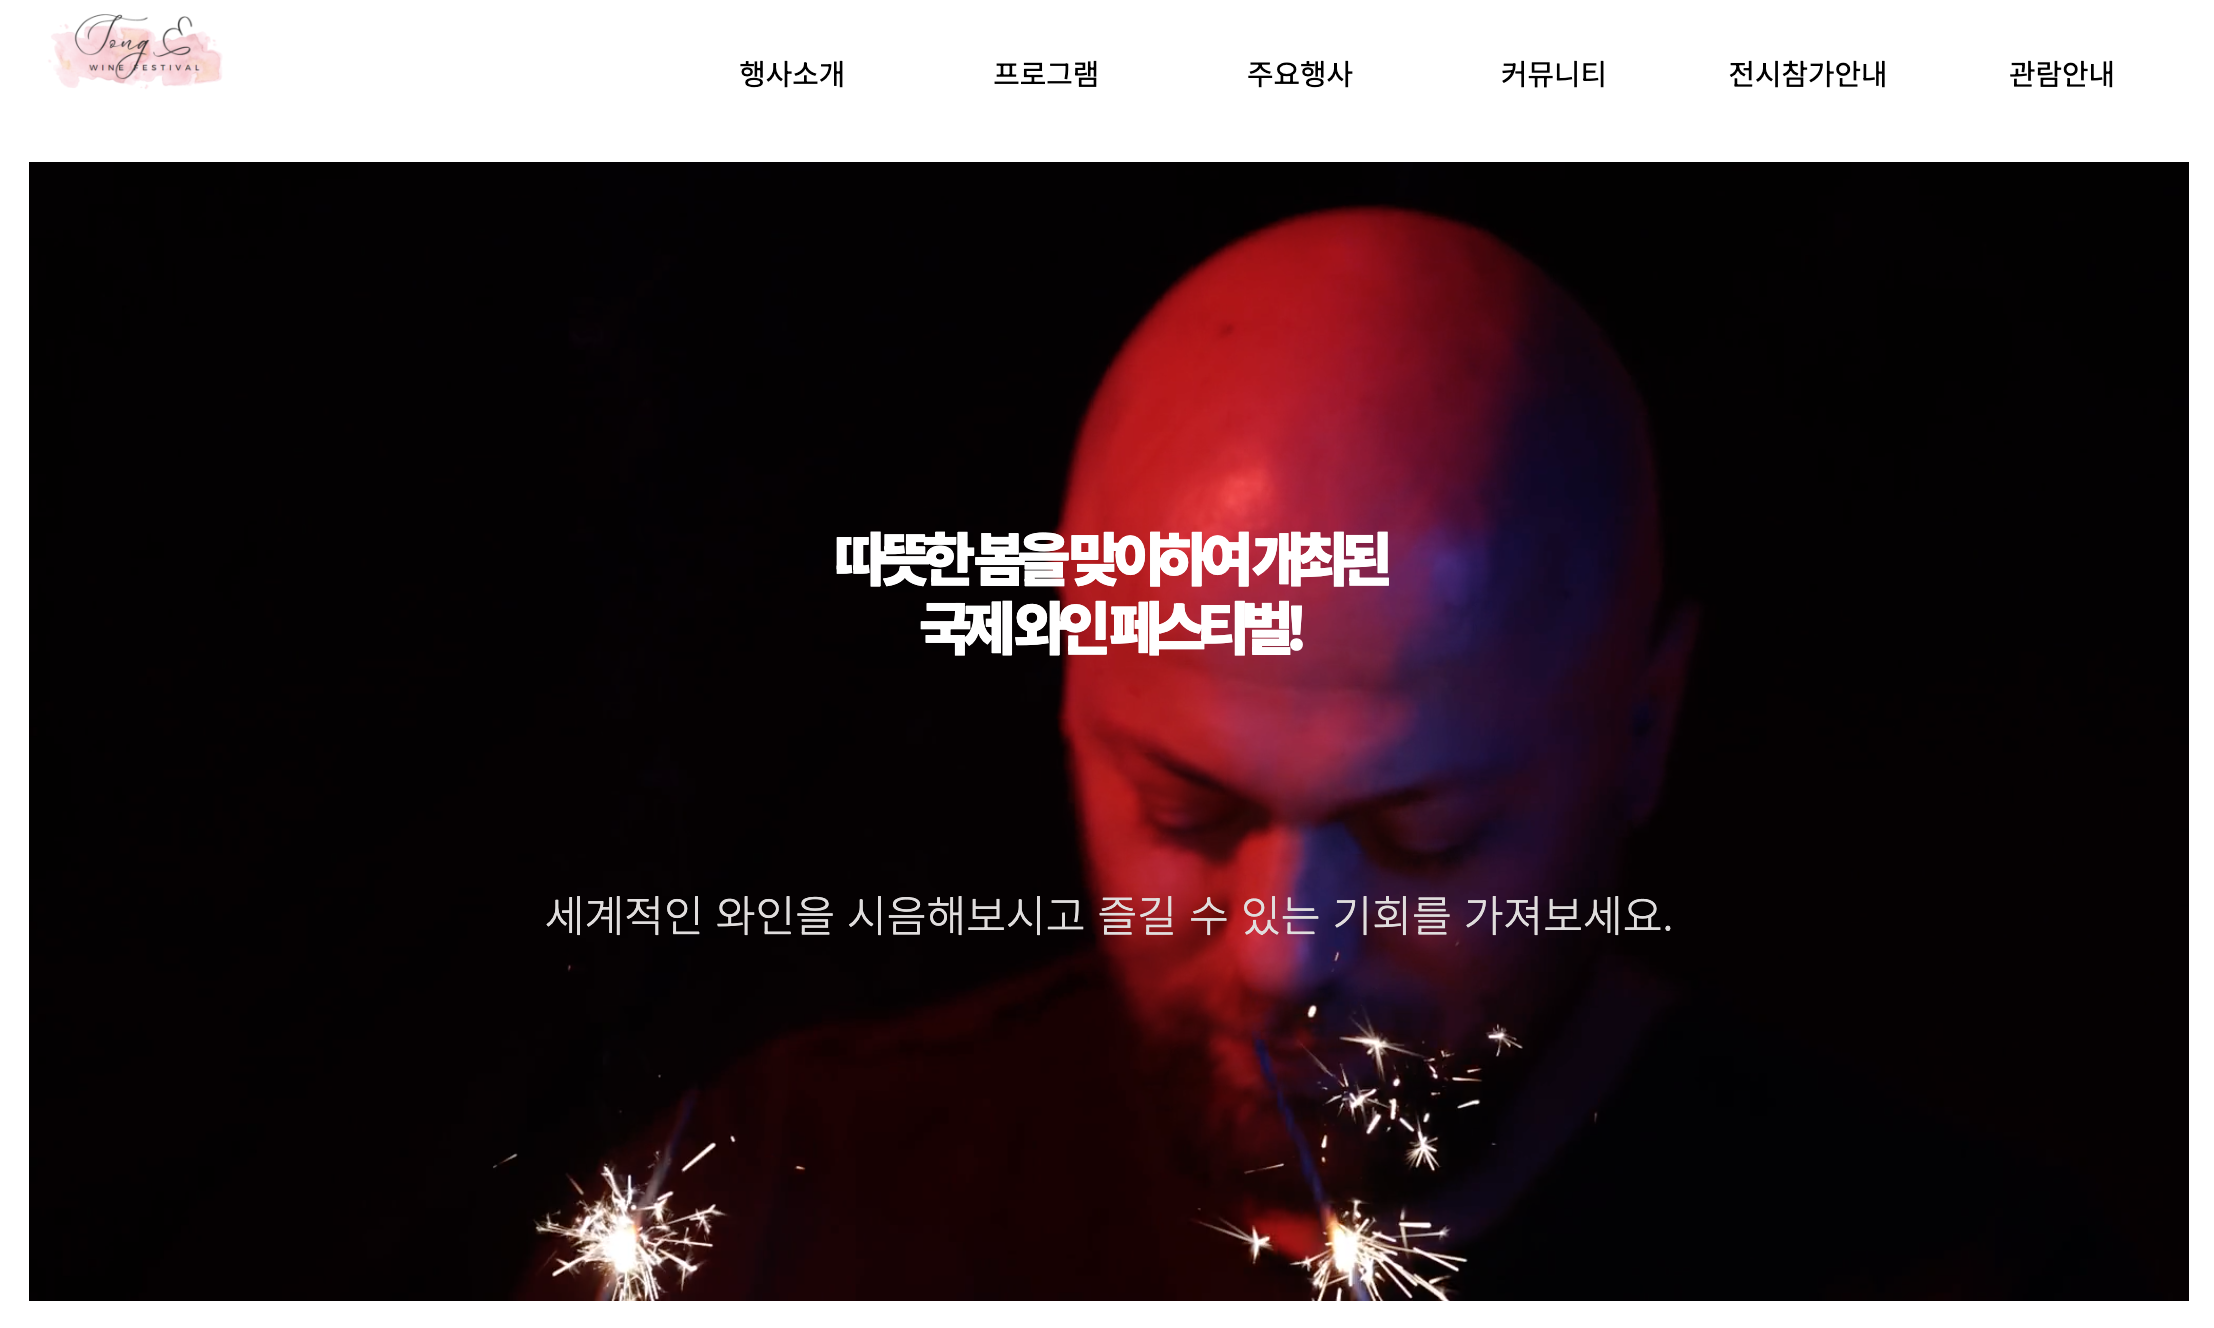 Tong E
WINE FESTIVAL
행사소개 프로그램 주요행사 커뮤니티 전시참가안내 관람안내
따뜻한 봄을 맞이하여 개최된
국제 와인 페스티벌!
세계적인 와인을 시음해보시고 즐길 수 있는 기회를 가져보세요.